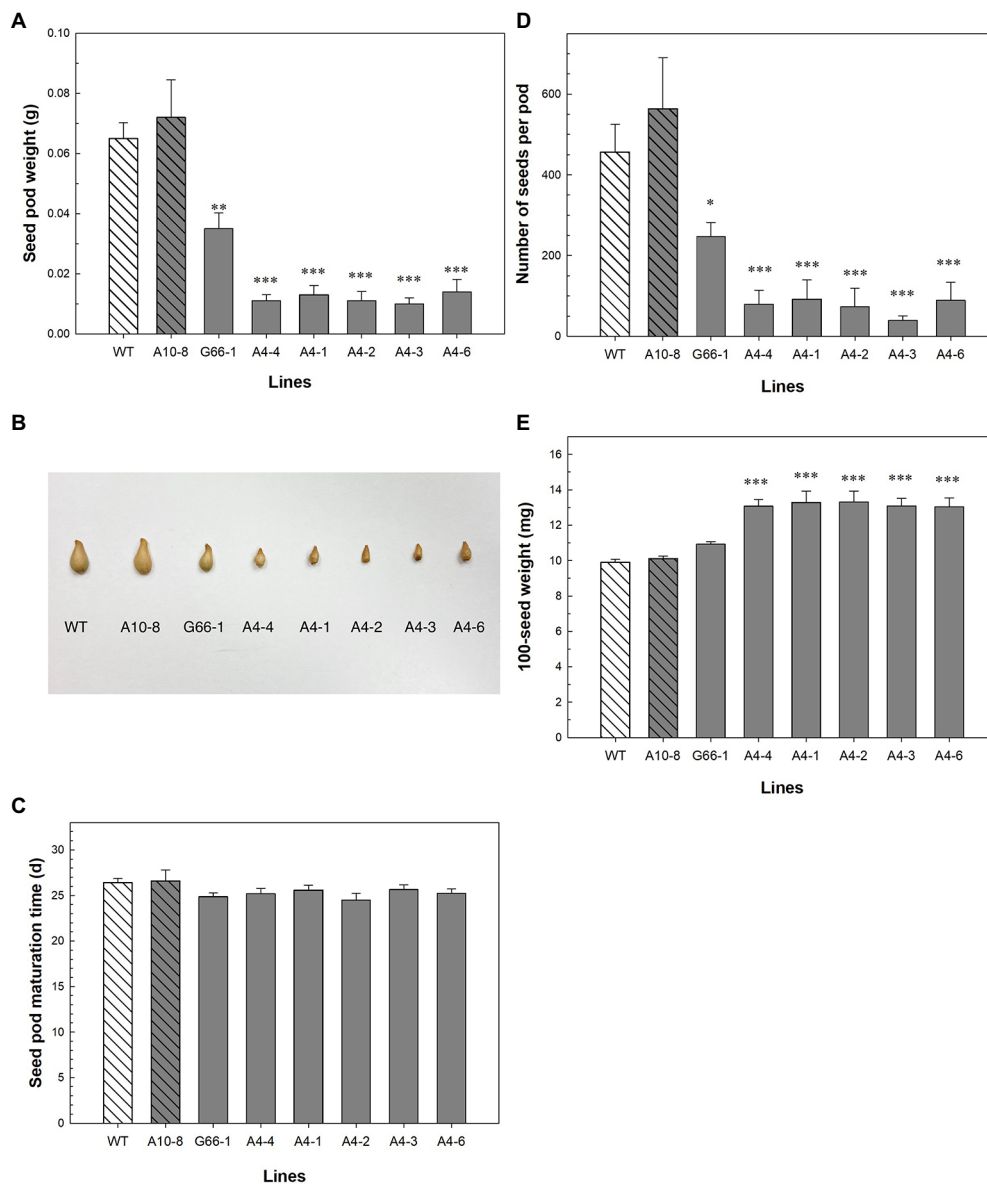 A
Seed pod weight (g)
0.10
0.08
0.06
0.04
0.02
0.00
**
***
***
***
***
***
WT A10-8 G66-1 A4-4 A4-1 A4-2 A4-3 A4-6
Lines
B
WT A10-8 G66-1 A4-4 A4-1 A4-2 A4-3 A4-6
C
Seed pod maturation time (d)
30
25
20
15
10
5
0
WT A10-8 G66-1 A4-4 A4-1 A4-2 A4-3 A4-6
Lines
D
Number of seeds per pod
600
400
200
0
*
***
***
***
***
***
WT A10-8 G66-1 A4-4 A4-1 A4-2 A4-3 A4-6
Lines
E
100-seed weight (mg)
16
14
12
10
8
6
4
2
0
***
***
***
***
***
WT A10-8 G66-1 A4-4 A4-1 A4-2 A4-3 A4-6
Lines